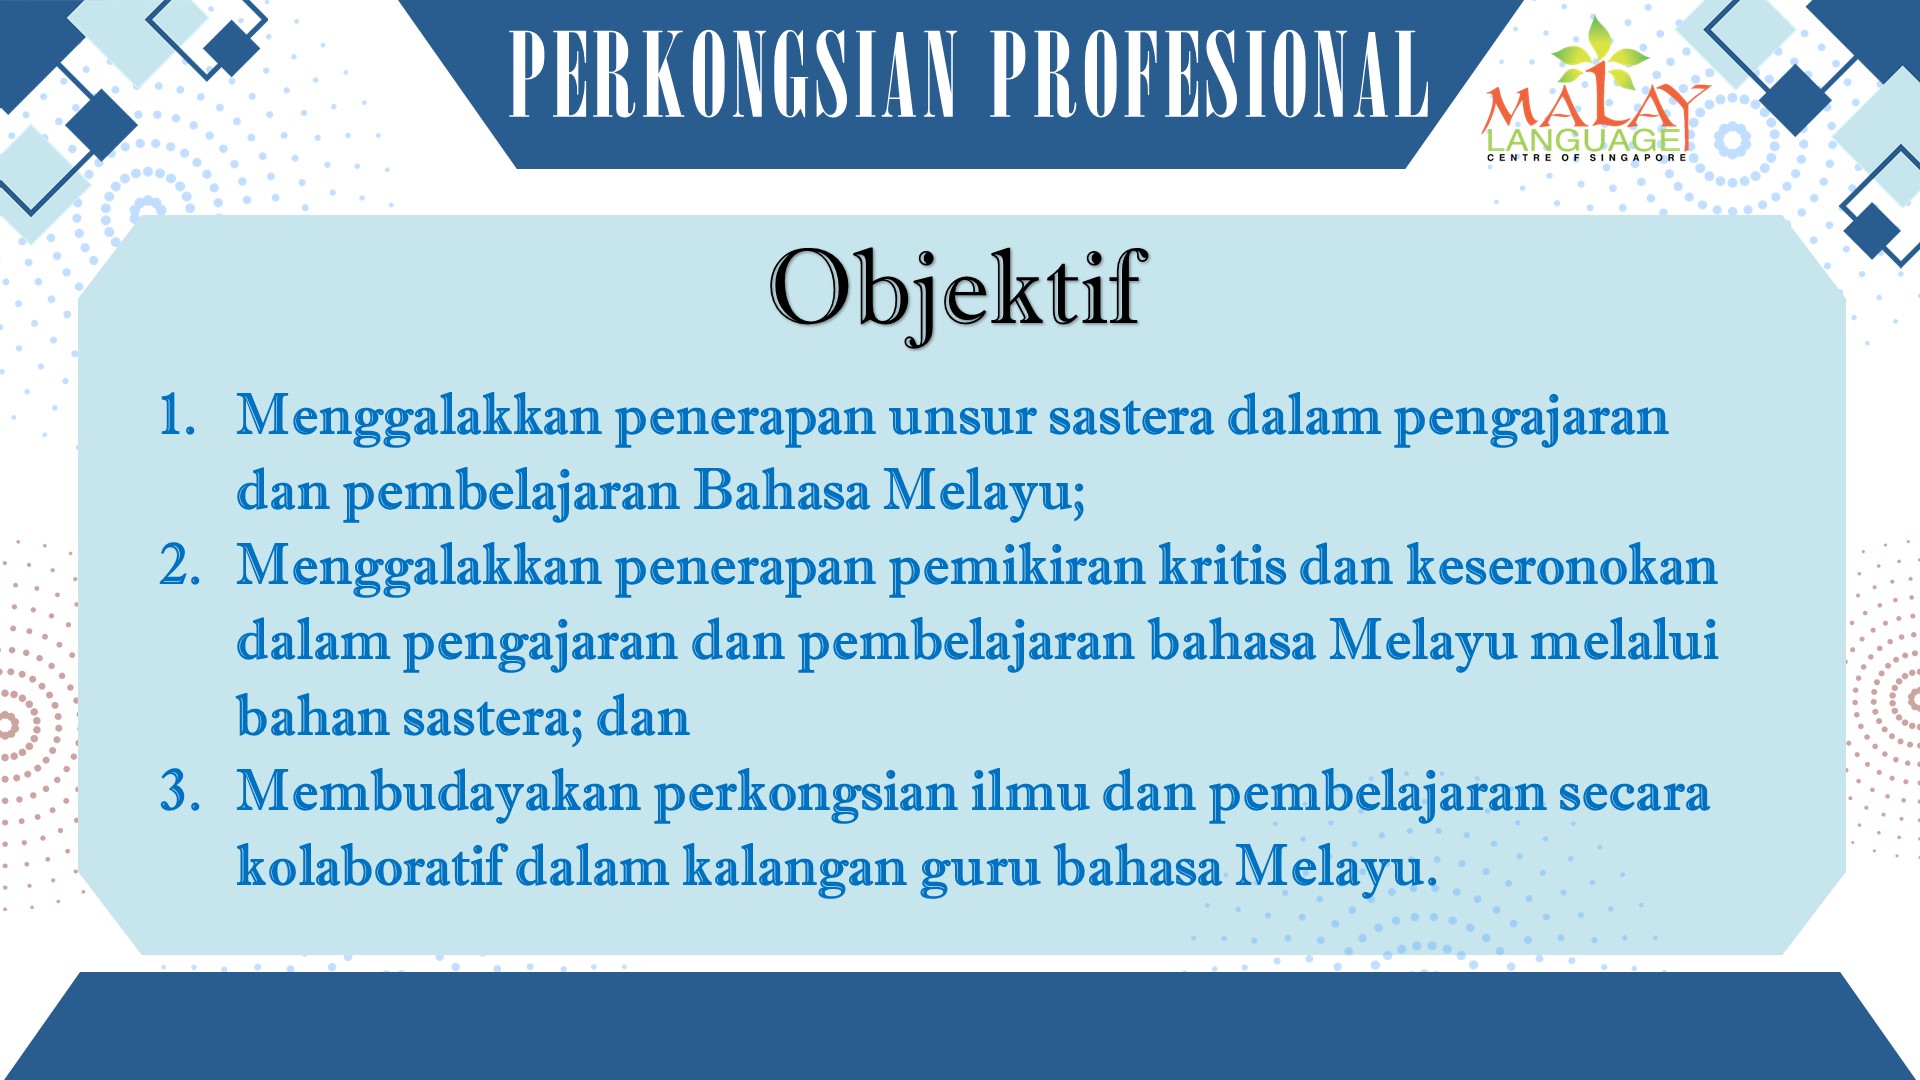 PERKONGSIAN PROFESIONAL
MALAY
LANGUAGE
CENTRE OF SINGAPORE
Objektif
1. Menggalakkan penerapan unsur sastera dalam pengajaran
dan pembelajaran Bahasa Melayu;
2. Menggalakkan penerapan pemikiran kritis dan keseronokan
dalam pengajaran dan pembelajaran bahasa Melayu melalui
bahan sastera; dan
3. Membudayakan perkongsian ilmu dan pembelajaran secara
kolaboratif dalam kalangan guru bahasa Melayu.